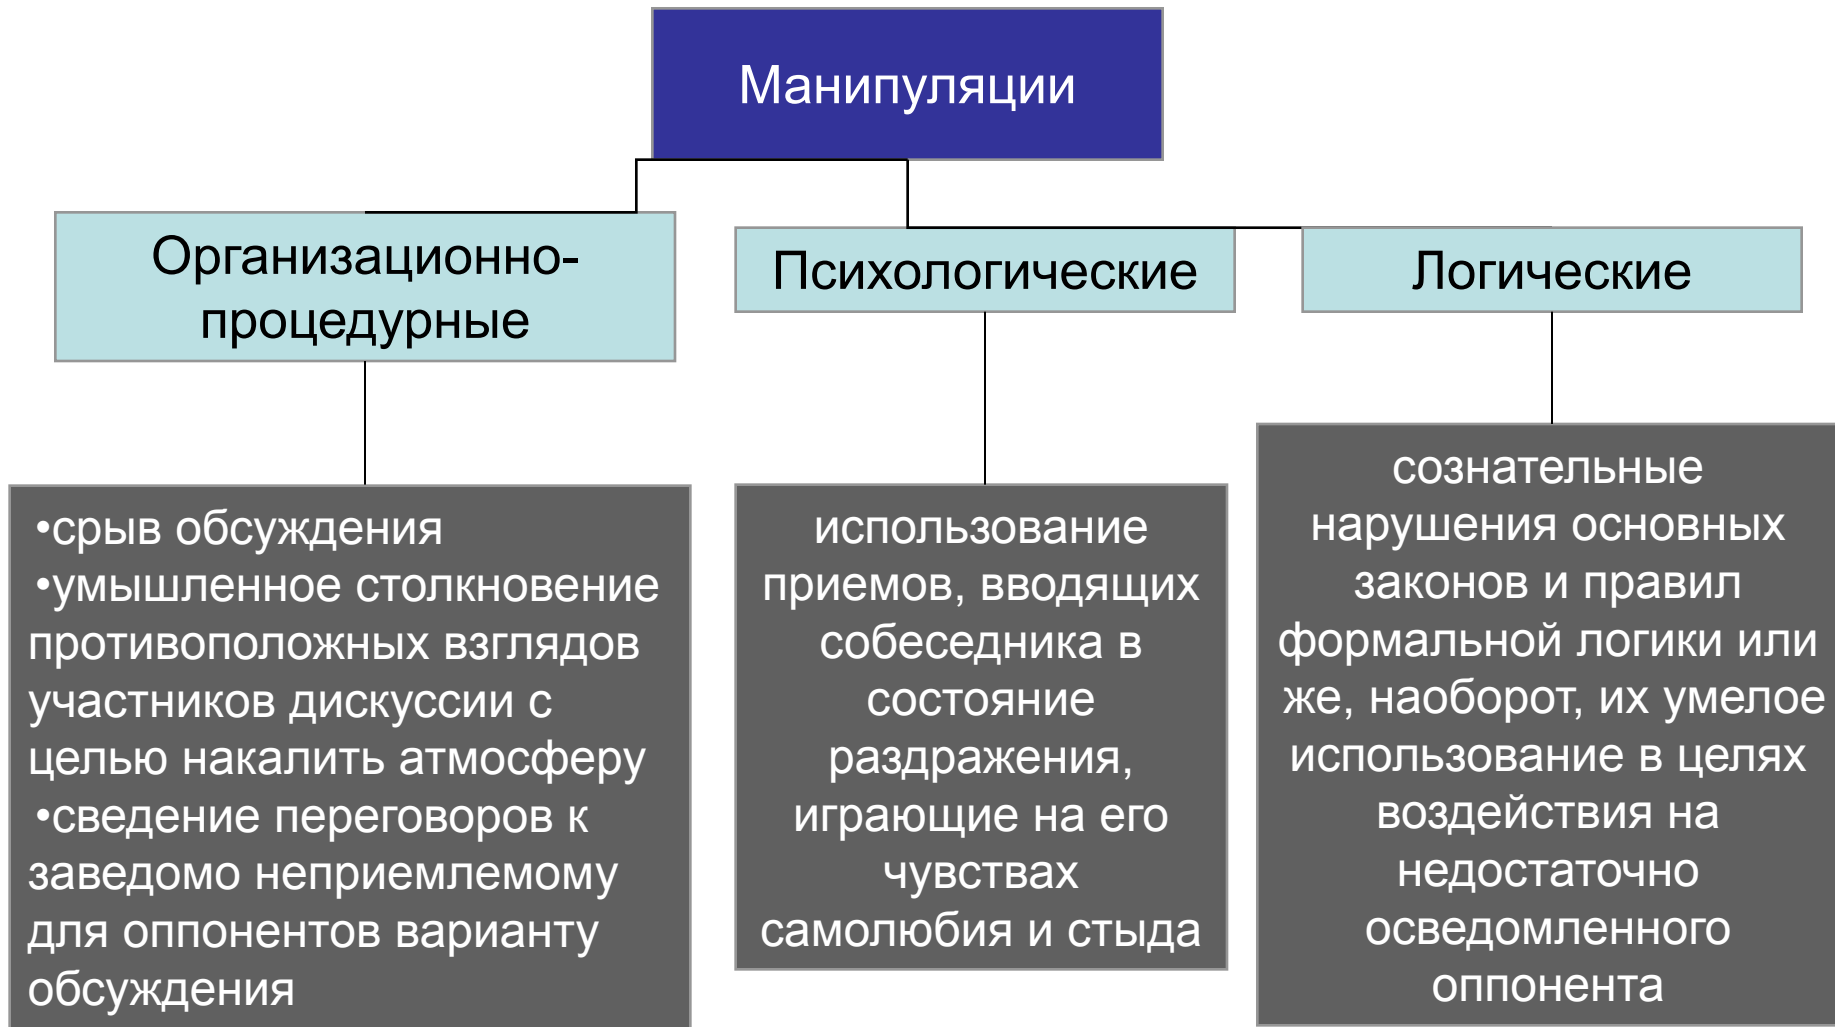 Манипуляции
Организационно-
процедурные
Психологические
Логические
•срыв обсуждения
•умышленное столкновение
противоположных взглядов
участников дискуссии с
целью накалить атмосферу
•сведение переговоров к
заведомо неприемлемому
для оппонентов варианту
обсуждения
использование
приемов, вводящих
собеседника в
состояние
раздражения,
играющие на его
чувствах
самолюбия и стыда
сознательные
нарушения основных
законов и правил
формальной логики или
же, наоборот, их умелое
использование в целях
воздействия на
недостаточно
осведомленного
оппонента